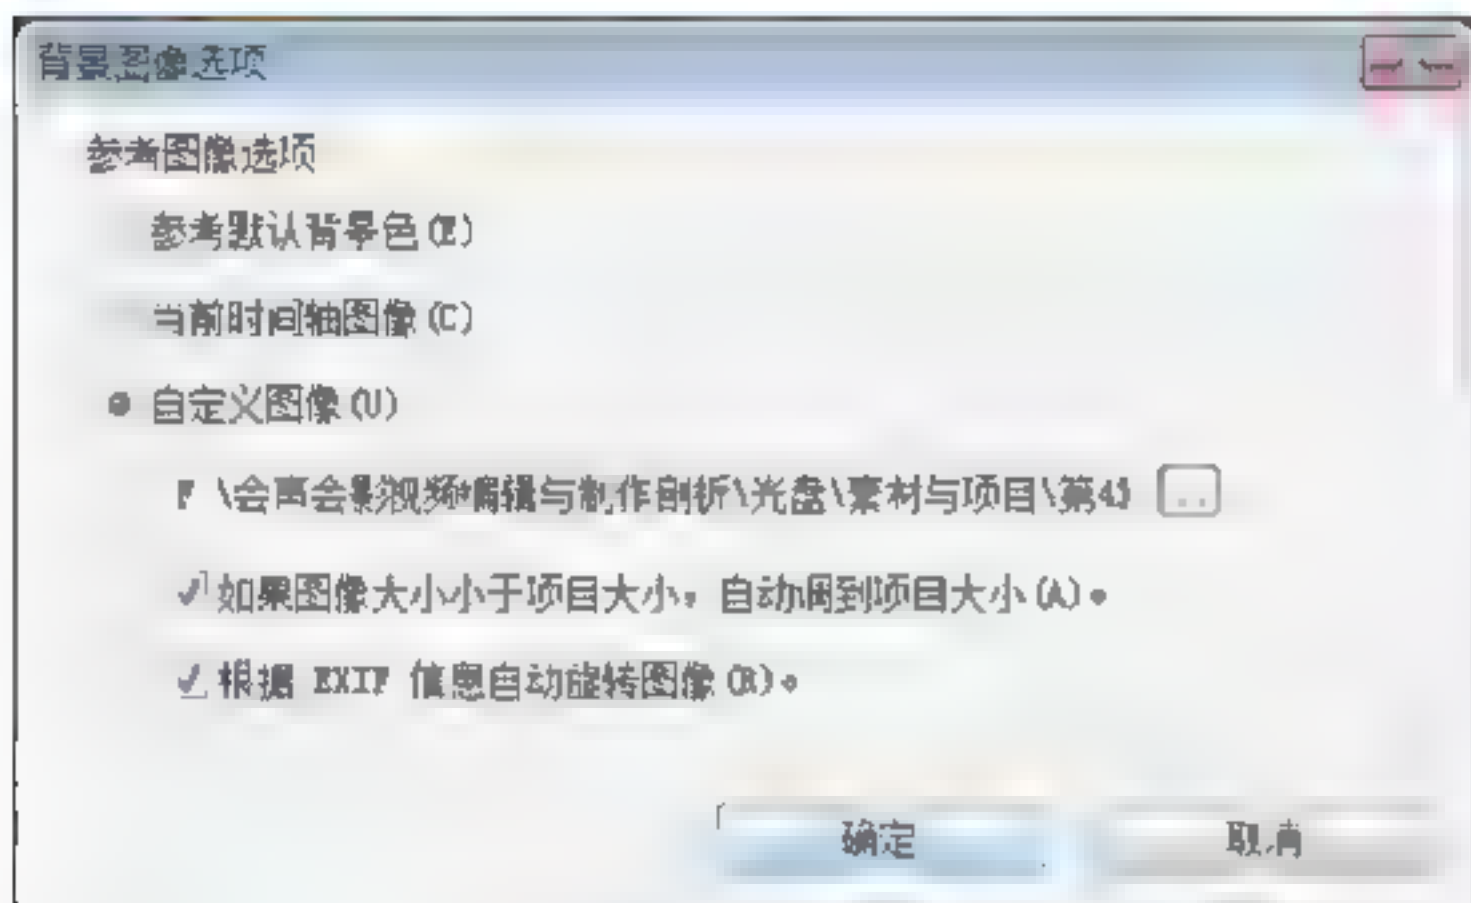 背景图像选项
参考图像选项
参考默认背景色(E)
当前时间轴图像(C)
自定义图像(U)
F \会声会影视频编辑与制作剖析\光盘\素材与项目\第4
..
如果图像大小小于项目大小，自动调到项目大小(A)。
根据 EXIF 信息自动旋转图像(R)。
确定 取消